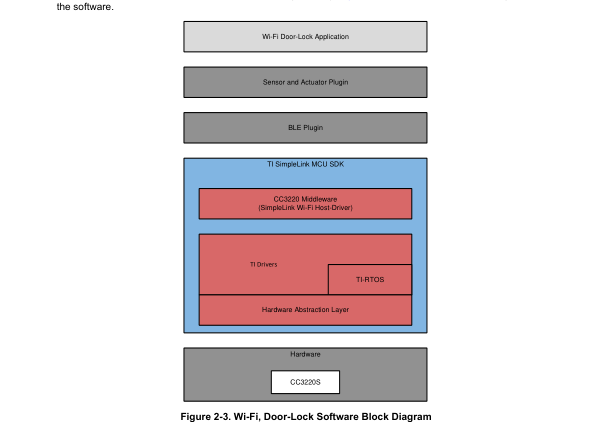 the software.
Wi-Fi Door-Lock Application
Sensor and Actuator Plugin
BLE Plugin
TI SimpleLink MCU SDK
CC3220 Middleware
(SimpleLink Wi-Fi Host-Driver)
TI Drivers
TI-RTOS
Hardware Abstraction Layer
Hardware
CC3220S
Figure 2-3. Wi-Fi, Door-Lock Software Block Diagram